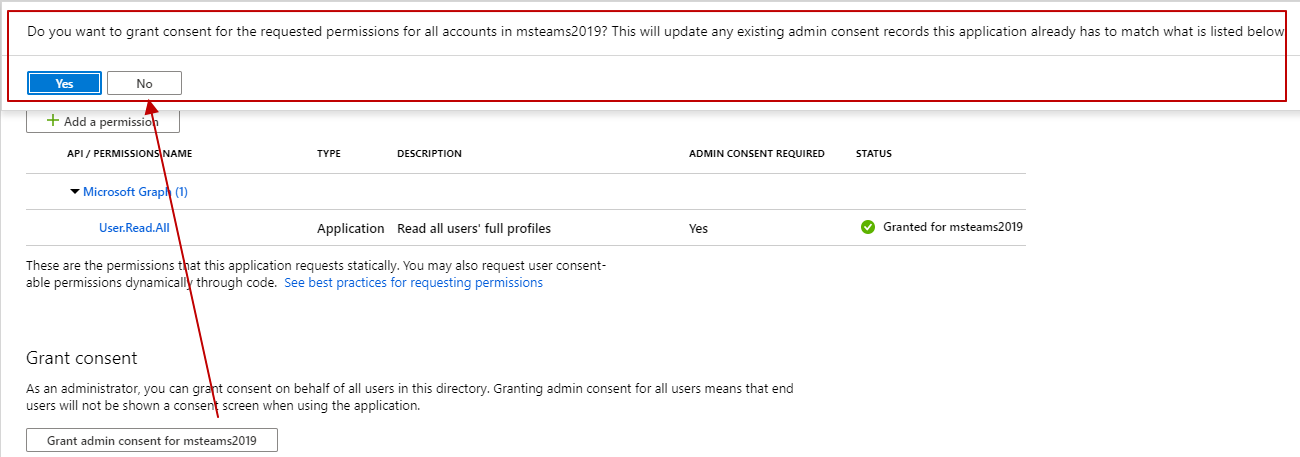 Do you want to grant consent for the requested permissions for all accounts in msteams2019? This will update any existing admin consent records this application already has to match what is listed below
Yes No
Add a permission
API / PERMISSIONS NAME TYPE DESCRIPTION ADMIN CONSENT REQUIRED STATUS
Microsoft Graph (1)
User.Read.All Application Read all users' full profiles Yes Granted for msteams2019
These are the permissions that this application requests statically. You may also request user consent-
able permissions dynamically through code. See best practices for requesting permissions
Grant consent
As an administrator, you can grant consent on behalf of all users in this directory. Granting admin consent for all users means that end
users will not be shown a consent screen when using the application.
Grant admin consent for msteams2019